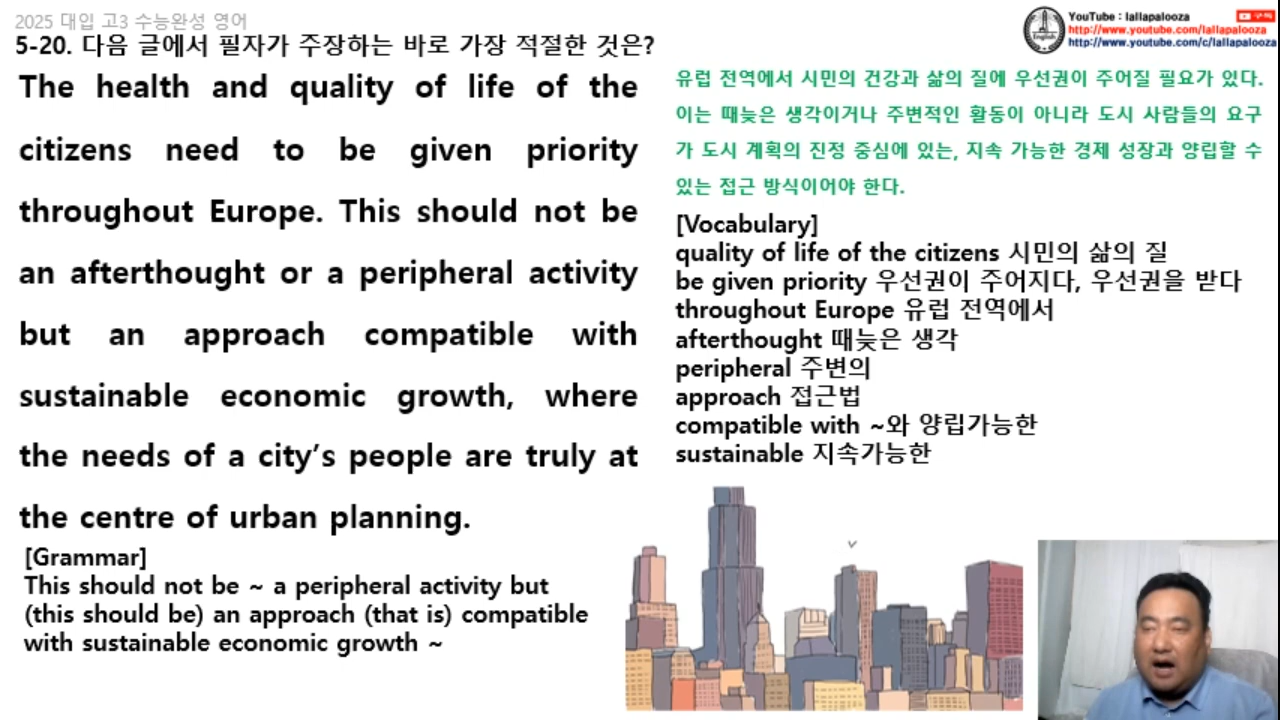 2025 대입 고3 수능완성 영어
5-20. 다음 글에서 필자가 주장하는 바로 가장 적절한 것은?
The health and quality of life of the
citizens need to be given priority
throughout Europe. This should not be
an afterthought or a peripheral activity
but an approach compatible with
sustainable economic growth, where
the needs of a city’s people are truly at
the centre of urban planning.
[Grammar]
This should not be ~ a peripheral activity but
(this should be) an approach (that is) compatible
with sustainable economic growth ~
YouTube : lallapalooza
http://www.youtube.com/lallapalooza
http://www.youtube.com/c/lallapalooza
유럽 전역에서 시민의 건강과 삶의 질에 우선권이 주어질 필요가 있다.
이는 때늦은 생각이거나 주변적인 활동이 아니라 도시 사람들의 요구
가 도시 계획의 진정 중심에 있는, 지속 가능한 경제 성장과 양립할 수
있는 접근 방식이어야 한다.
[Vocabulary]
quality of life of the citizens 시민의 삶의 질
be given priority 우선권이 주어지다, 우선권을 받다
throughout Europe 유럽 전역에서
afterthought 때늦은 생각
peripheral 주변의
approach 접근법
compatible with ~와 양립가능한
sustainable 지속가능한